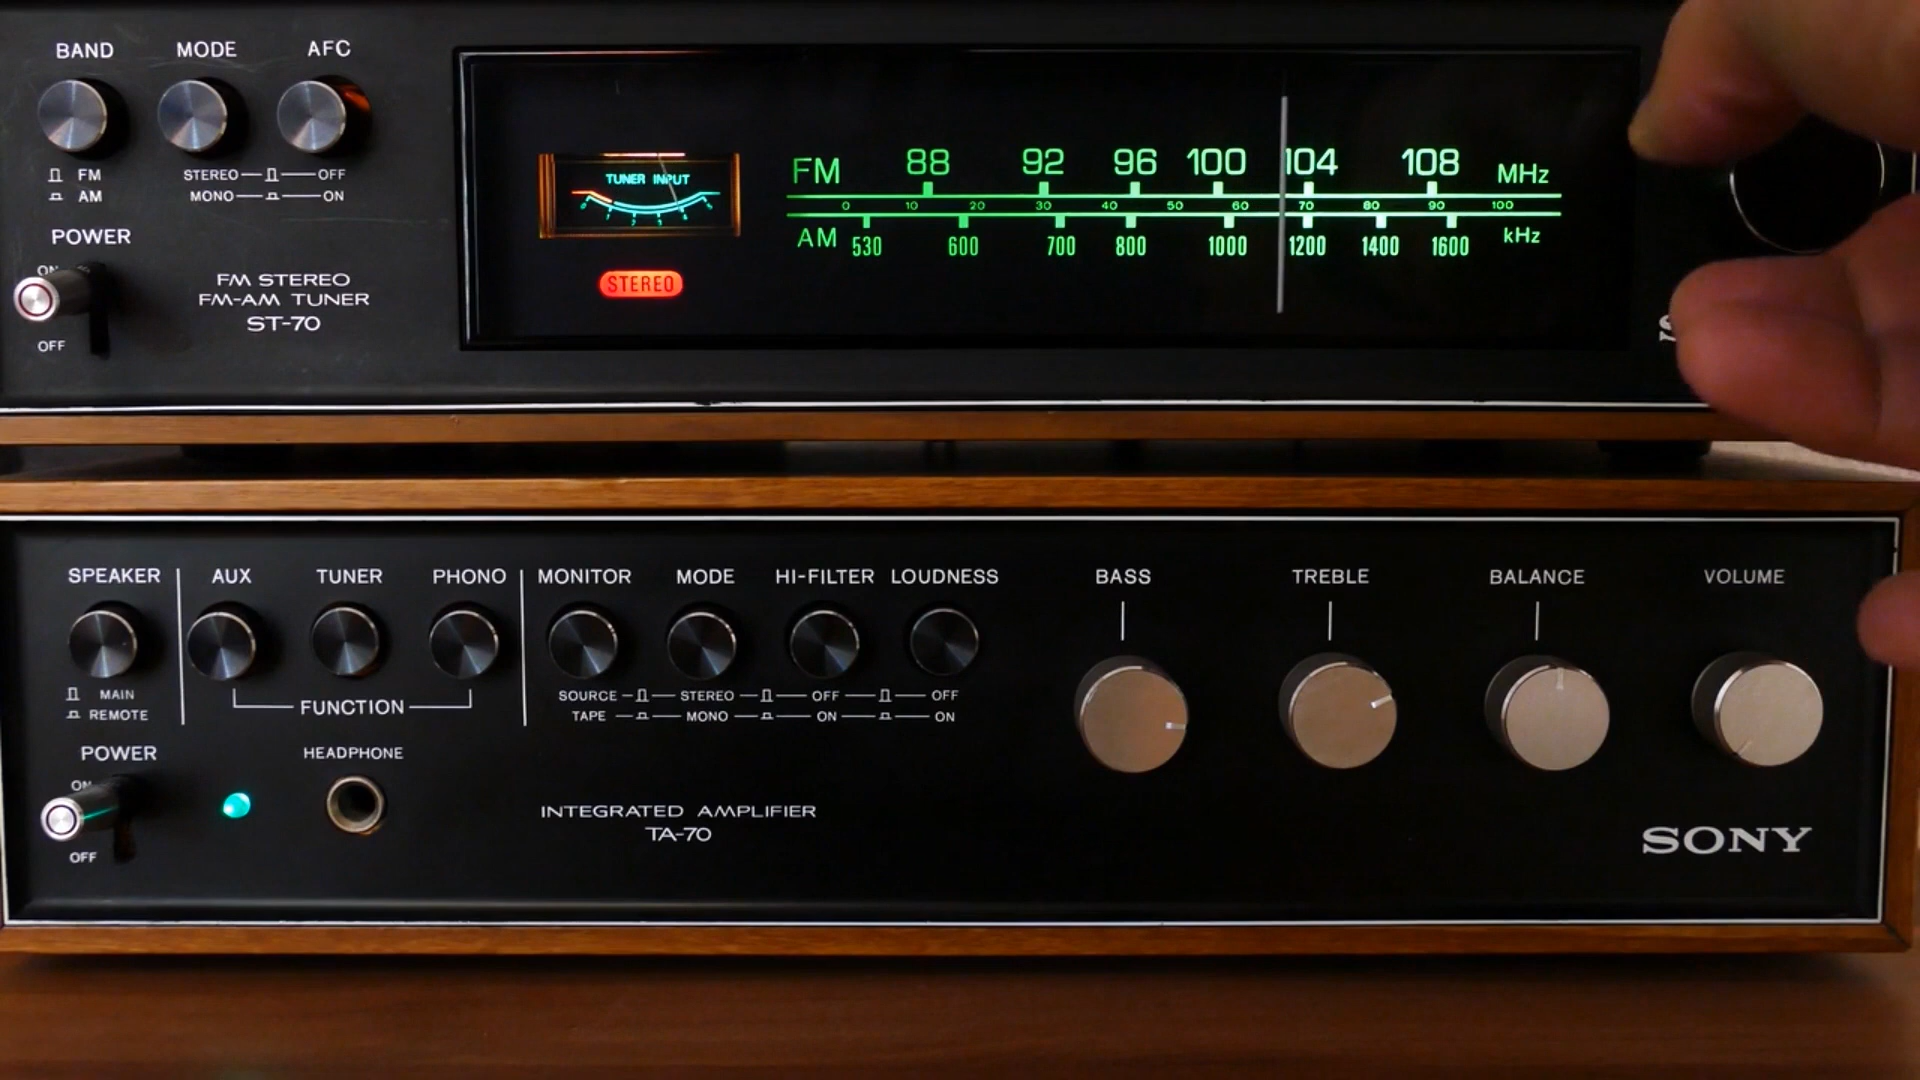 BAND MODE AFC
FM STEREO OFF
AM MONO ON
POWER
ON
OFF
FM STEREO
FM-AM TUNER
ST-70
TUNER INPUT
STEREO
FM 88 92 96 100 104 108 MHz
0 10 20 30 40 50 60 70 80 90 100
AM 530 600 700 800 1000 1200 1400 1600 kHz
SPEAKER AUX TUNER PHONO MONITOR MODE HI-FILTER LOUDNESS BASS TREBLE BALANCE VOLUME
MAIN SOURCE STEREO OFF OFF
REMOTE FUNCTION TAPE MONO ON ON
POWER HEADPHONE
ON
OFF
INTEGRATED AMPLIFIER
TA-70
SONY